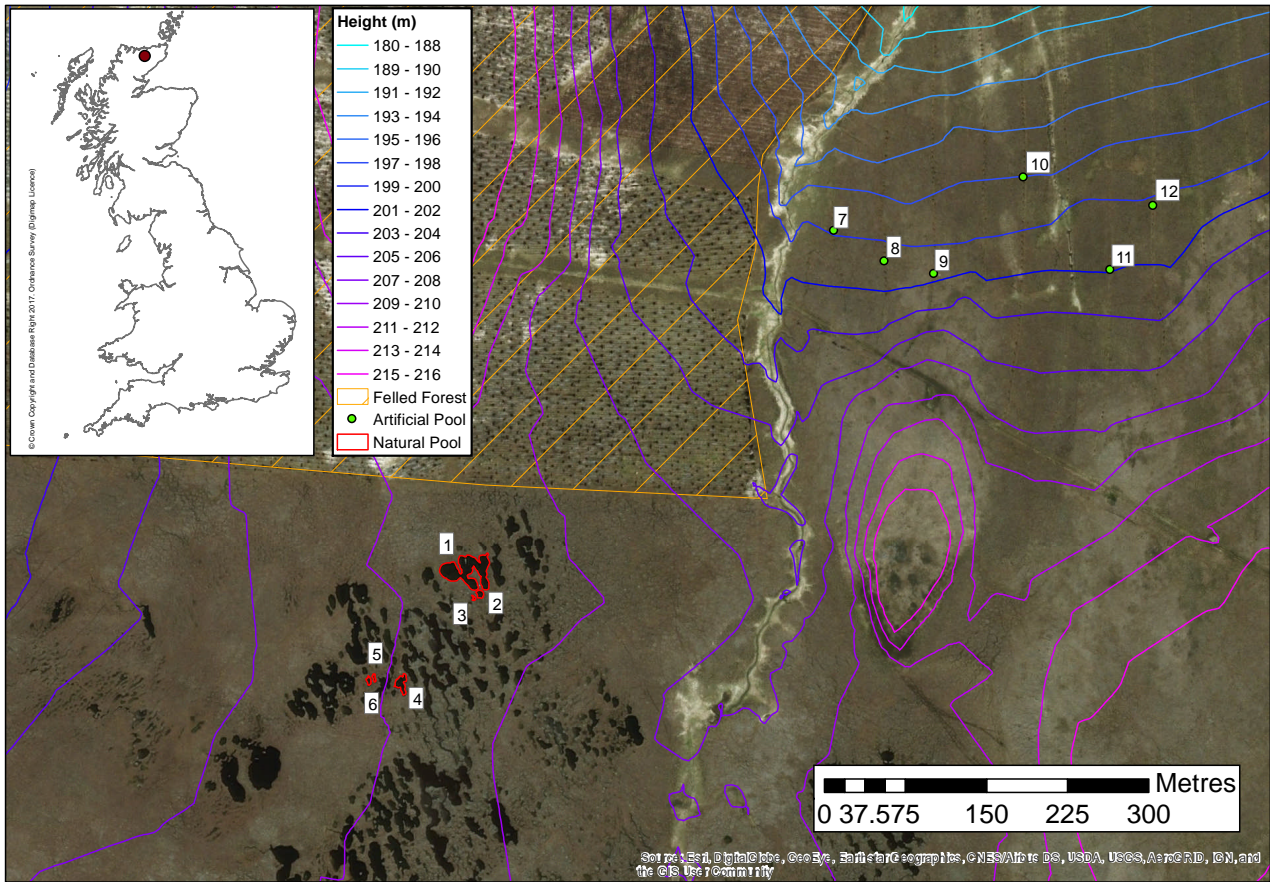 © Crown Copyright and Database Right 2017. Ordnance Survey (Digimap Licence)
Height (m)
180 - 188
189 - 190
191 - 192
193 - 194
195 - 196
197 - 198
199 - 200
201 - 202
203 - 204
205 - 206
207 - 208
209 - 210
211 - 212
213 - 214
215 - 216
Felled Forest
Artificial Pool
Natural Pool
10
12
7
8
9
11
1
2
3
5
6
4
Metres
0 37.575 150 225 300
Source: Esri, DigitalGlobe, GeoEye, Earthstar Geographics, CNES/Airbus DS, USDA, USGS, AeroGRID, IGN, and
the GIS User Community